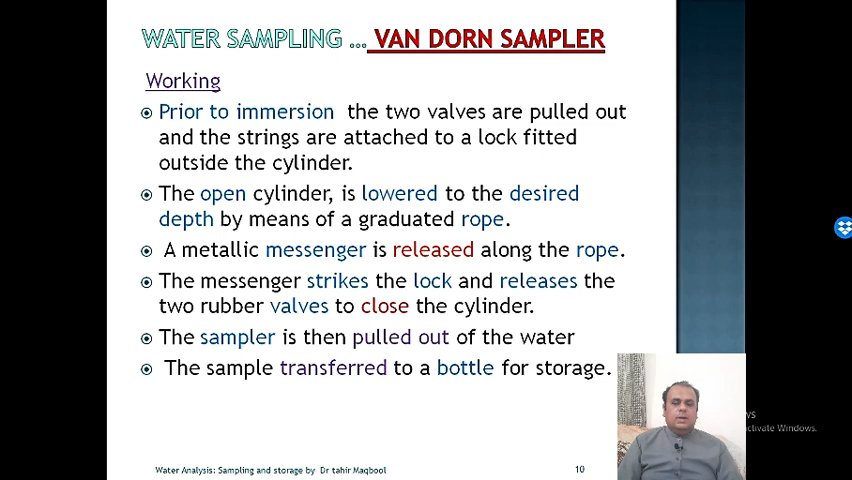 WATER SAMPLING ... VAN DORN SAMPLER
Working
Prior to immersion the two valves are pulled out
and the strings are attached to a lock fitted
outside the cylinder.
The open cylinder, is lowered to the desired
depth by means of a graduated rope.
A metallic messenger is released along the rope.
The messenger strikes the lock and releases the
two rubber valves to close the cylinder.
The sampler is then pulled out of the water
The sample transferred to a bottle for storage.
ctivate Windows.
Water Analysis: Sampling and storage by Dr tahir Maqbool
10